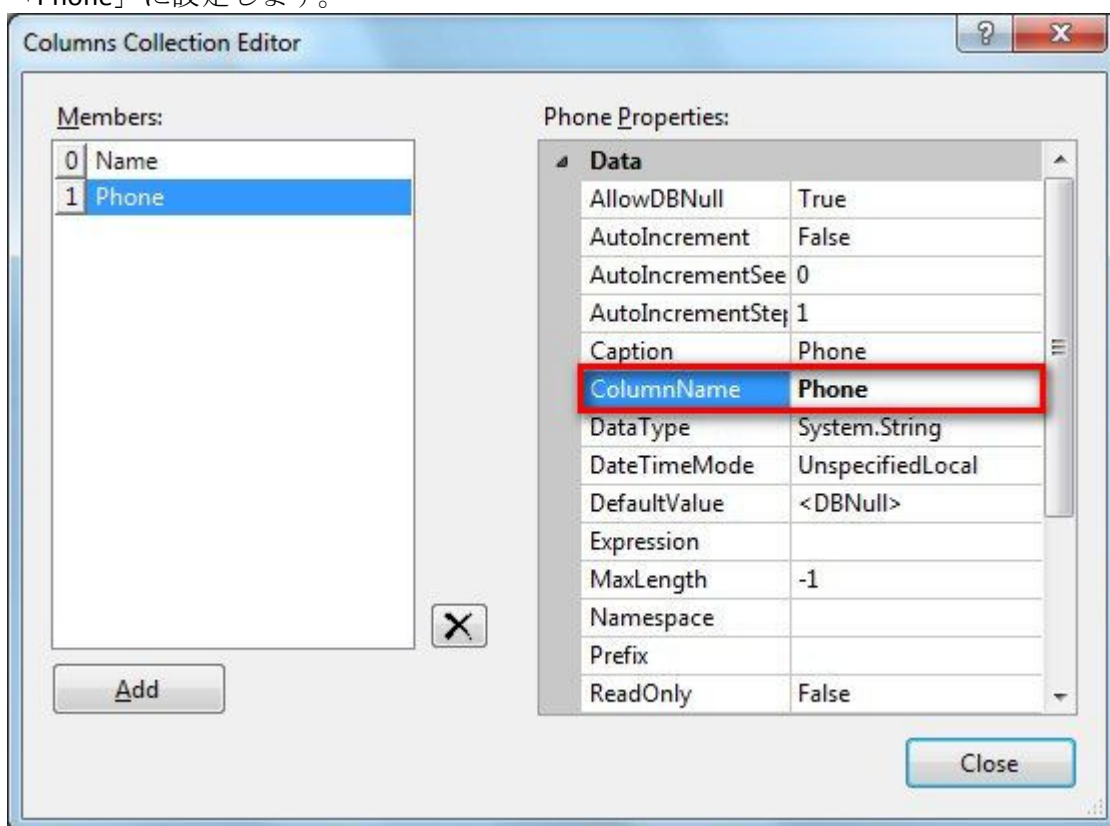 「Phone」に設定します。
Columns Collection Editor
Members:
0 Name
1 Phone
Add
Phone Properties:
Data
AllowDBNull True
AutoIncrement False
AutoIncrementSee 0
AutoIncrementStep 1
Caption Phone
ColumnName Phone
DataType System.String
DateTimeMode UnspecifiedLocal
DefaultValue <DBNull>
Expression
MaxLength -1
Namespace
Prefix
ReadOnly False
Close